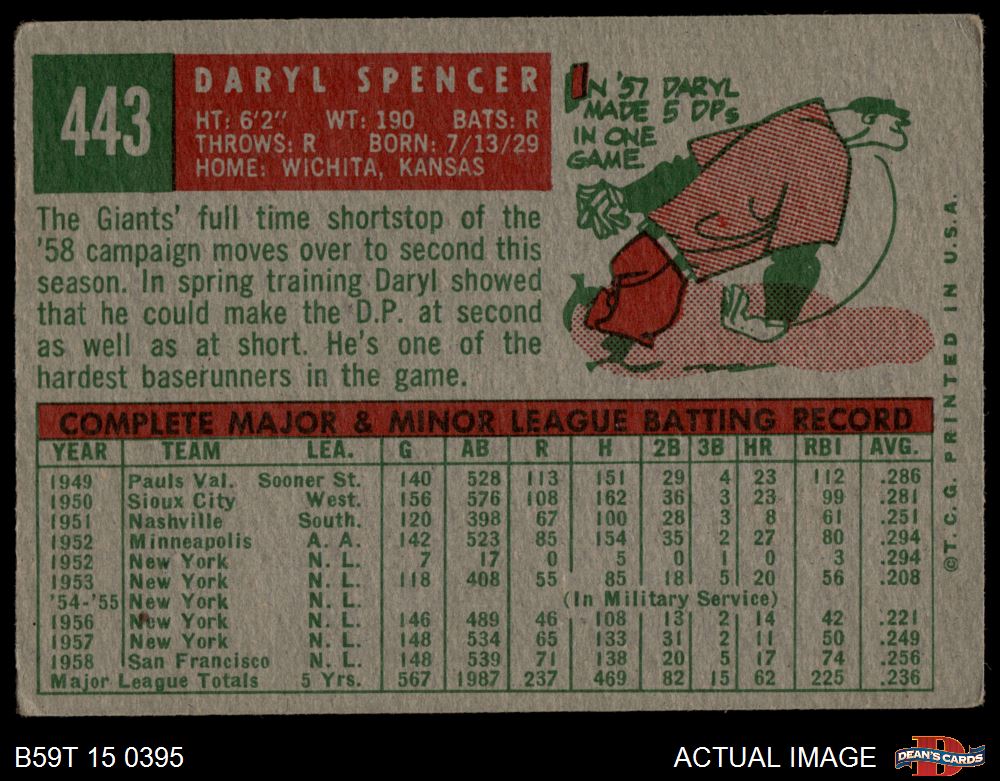 443
DARYL SPENCER
HT: 6'2" WT: 190 BATS: R
THROWS: R BORN: 7/13/29
HOME: WICHITA, KANSAS
IN '57 DARYL
MADE 5 DPs
IN ONE
GAME
The Giants' full time shortstop of the
'58 campaign moves over to second this
season. In spring training Daryl showed
that he could make the D.P. at second
as well as at short. He's one of the
hardest baserunners in the game.
COMPLETE MAJOR & MINOR LEAGUE BATTING RECORD
YEAR TEAM LEA. G AB R H 2B 3B HR RBI AVG.
1949 Pauls Val. Sooner St. 140 528 113 151 29 4 23 112 .286
1950 Sioux City West. 156 576 108 162 36 3 23 99 .281
1951 Nashville South. 120 398 67 100 28 3 8 61 .251
1952 Minneapolis A. A. 142 523 85 154 35 2 27 80 .294
1952 New York N. L. 7 17 0 5 0 1 0 3 .294
1953 New York N. L. 118 408 55 85 18 5 20 56 .208
'54-'55 New York N. L. (In Military Service)
1956 New York N. L. 146 489 46 108 13 2 14 42 .221
1957 New York N. L. 148 534 65 133 31 2 11 50 .249
1958 San Francisco N. L. 148 539 71 138 20 5 17 74 .256
Major League Totals 5 Yrs. 567 1987 237 469 82 15 62 225 .236
©T. C. G. PRINTED IN U.S.A.
B59T 15 0395
ACTUAL IMAGE
DEAN'S CARDS